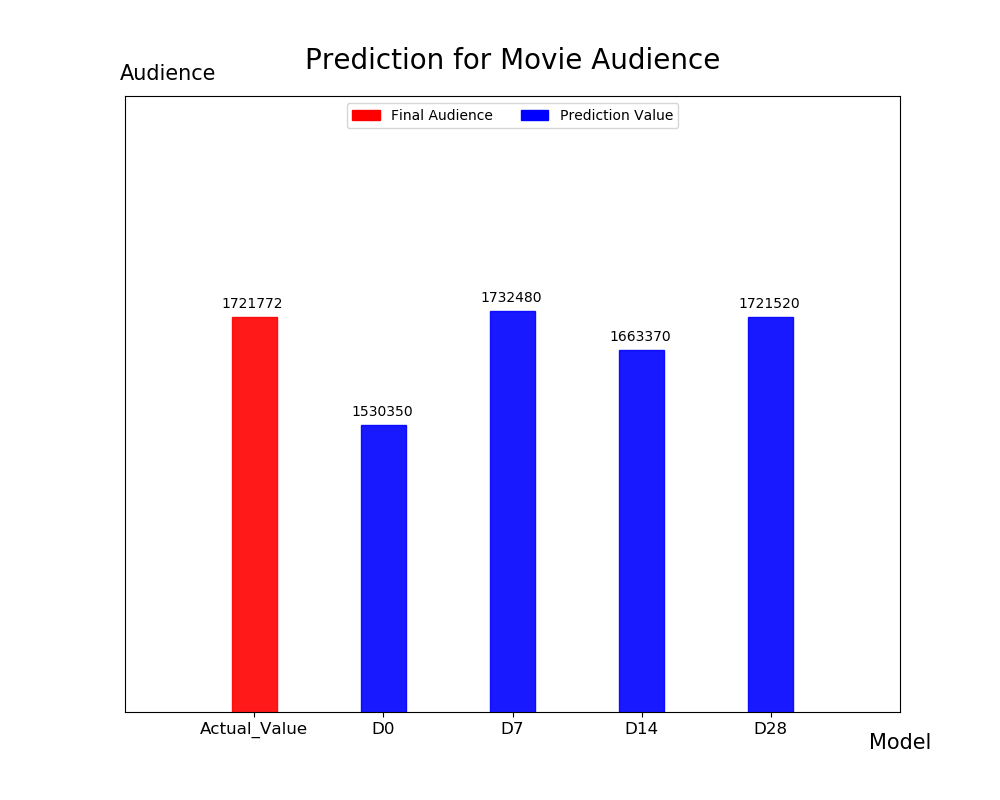 Prediction for Movie Audience
Audience
Final Audience
Prediction Value
1721772
1530350
1732480
1663370
1721520
Actual_Value
D0
D7
D14
D28
Model